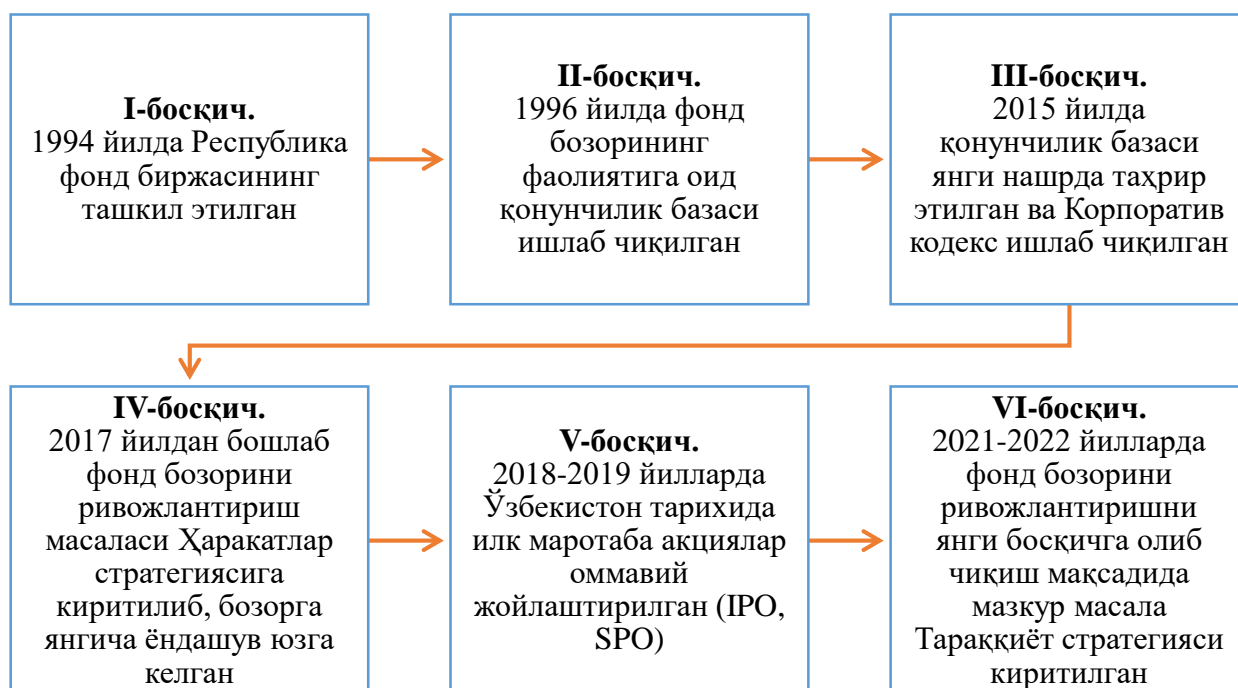 I-босқич.
1994 йилда Республика
фонд биржасининг
ташкил этилган
II-босқич.
1996 йилда фонд
бозорининг
фаолиятига оид
қонунчилик базаси
ишлаб чиқилган
III-босқич.
2015 йилда
қонунчилик базаси
янги нашрда таҳрир
этилган ва Корпоратив
кодекс ишлаб чиқилган
IV-босқич.
2017 йилдан бошлаб
фонд бозорини
ривожлантириш
масаласи Ҳаракатлар
стратегиясига
киритилиб, бозорга
янгича ёндашув юзга
келган
V-босқич.
2018-2019 йилларда
Ўзбекистон тарихида
илк маротаба акциялар
оммавий
жойлаштирилган (IPO,
SPO)
VI-босқич.
2021-2022 йилларда
фонд бозорини
ривожлантиришни
янги босқичга олиб
чиқиш мақсадида
мазкур масала
Тараққиёт стратегияси
киритилган